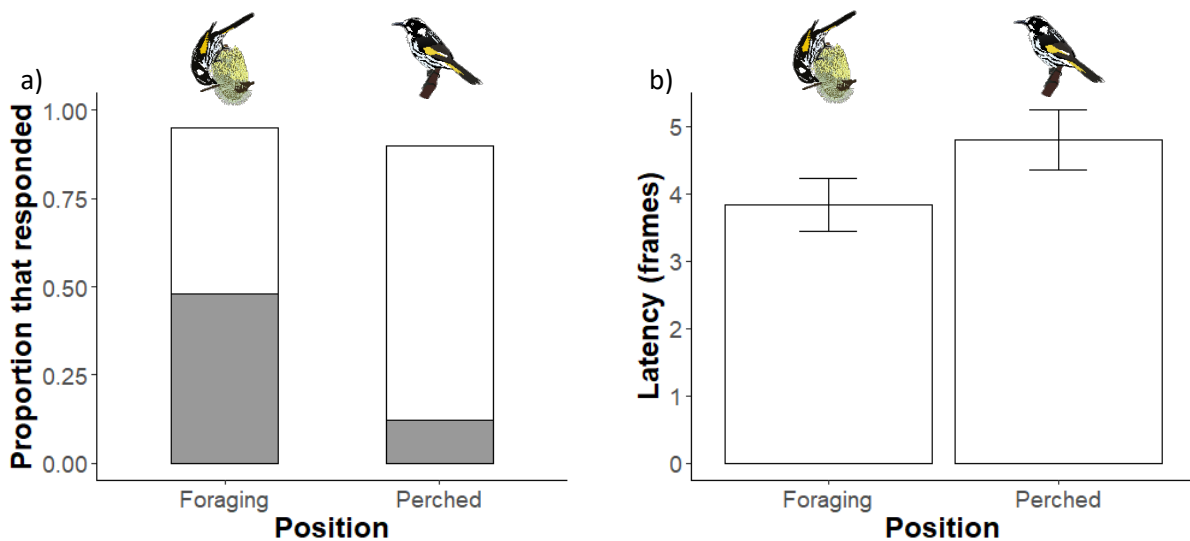 a)
Proportion that responded
1.00
0.75
0.50
0.25
0.00
Foraging Perched
Position
b)
Latency (frames)
5
4
3
2
1
0
Foraging Perched
Position